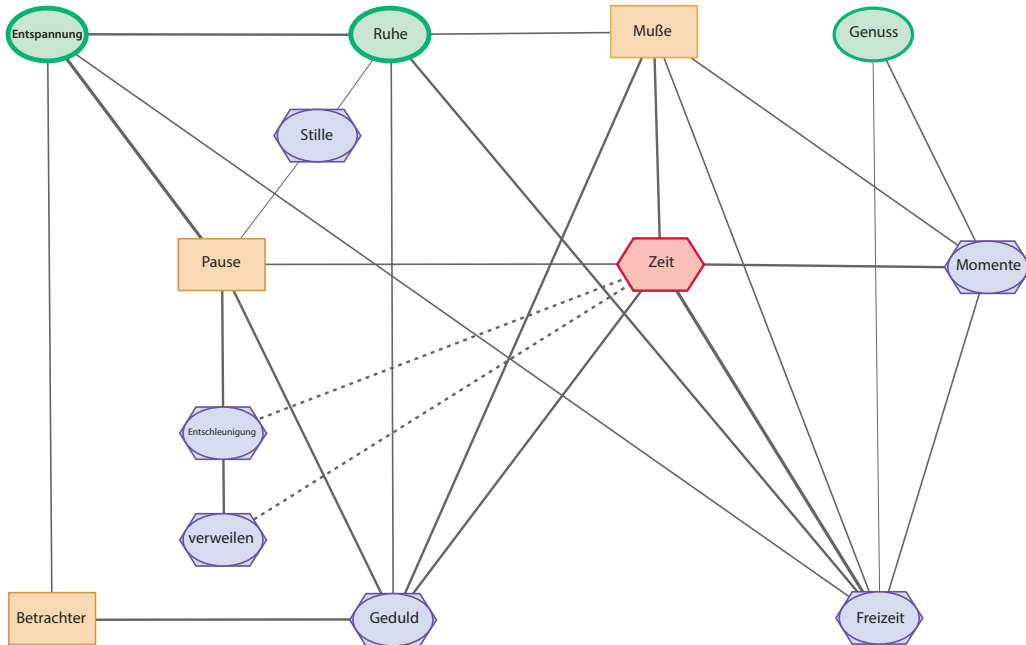 Entspannung
Ruhe
Muße
Genuss
Stille
Pause
Zeit
Momente
Entschleunigung
verweilen
Betrachter
Geduld
Freizeit